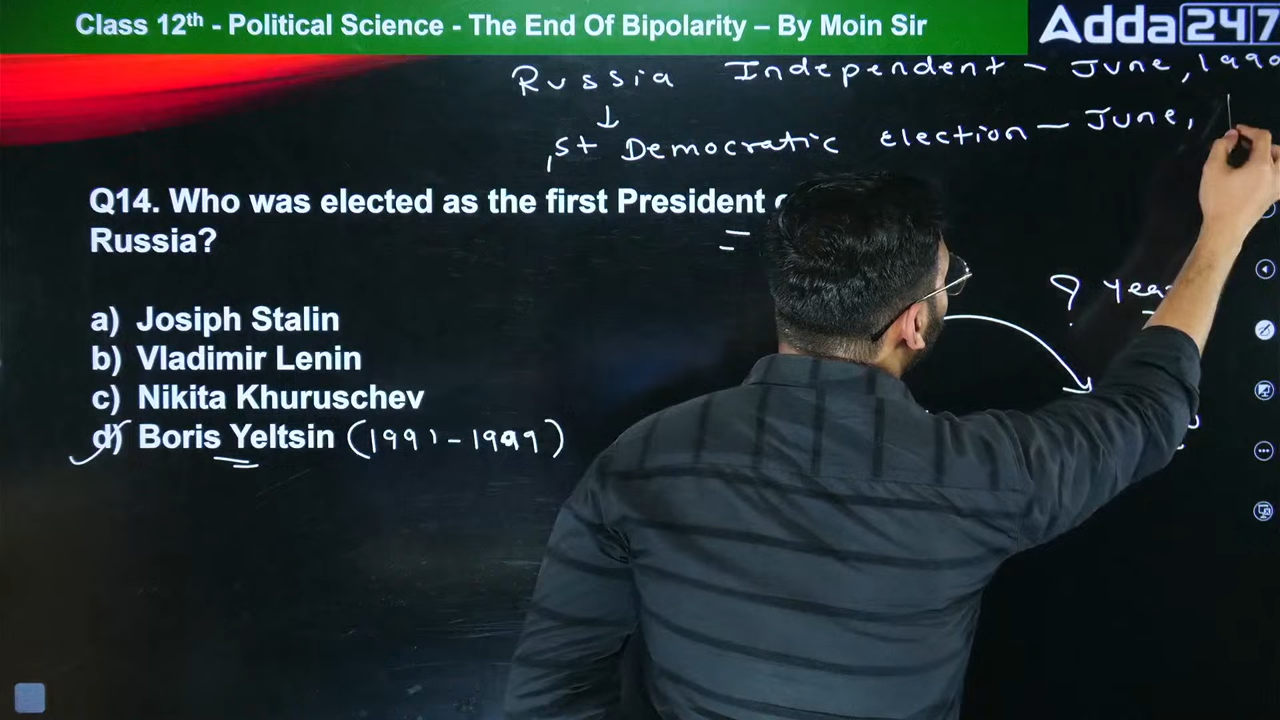 Class 12th - Political Science - The End Of Bipolarity – By Moin Sir
Adda247
Russia Independent - June, 1990
↓
1st Democratic election - June,
Q14. Who was elected as the first President
Russia?
9
a) Josiph Stalin
b) Vladimir Lenin
c) Nikita Khuruschev
d) Boris Yeltsin (1991-1999)